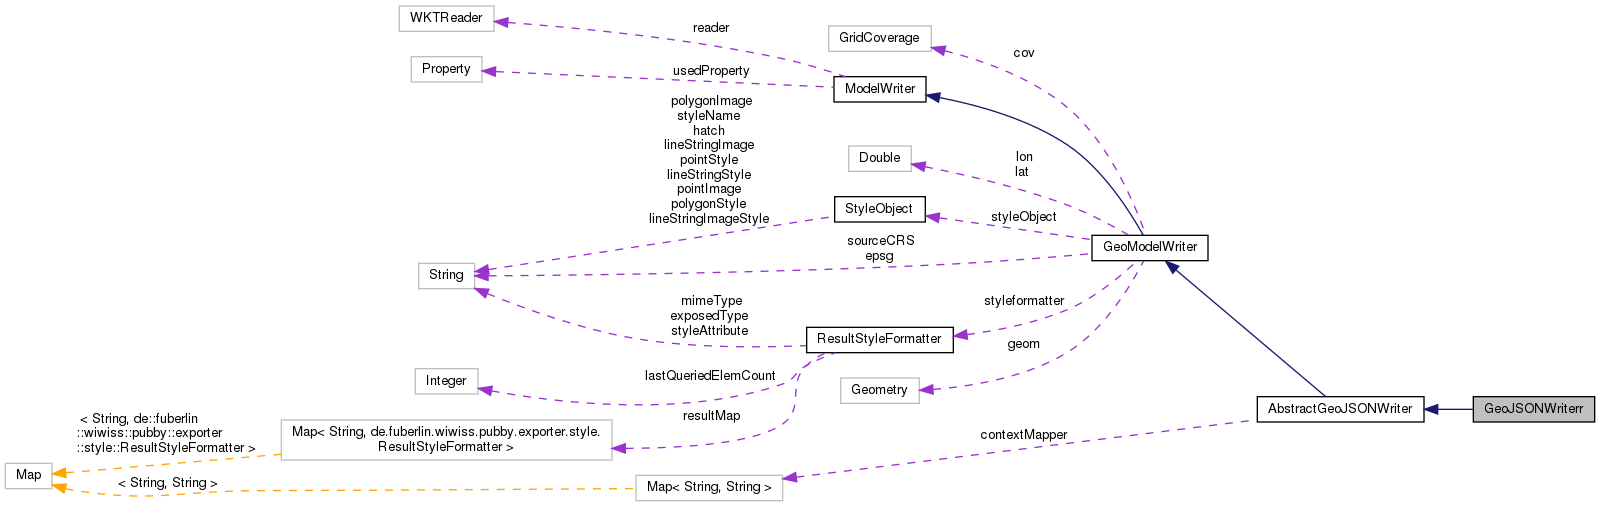 WKTReader
reader
GridCoverage
cov
Property
usedProperty
ModelWriter
polygonImage
styleName
hatch
lineStringImage
pointStyle
lineStringStyle
pointImage
polygonStyle
lineStringImageStyle
Double
lon
lat
StyleObject
styleObject
GeoModelWriter
sourceCRS
epsg
String
mimeType
exposedType
styleAttribute
styleformatter
ResultStyleFormatter
geom
Integer
lastQueriedElemCount
Geometry
resultMap
AbstractGeoJSONWriter
GeoJSONWriterr
< String, de::fuberlin
::wiwiss::pubby::exporter
::style::ResultStyleFormatter >
Map< String, de.fuberlin.wiwiss.pubby.exporter.style.
ResultStyleFormatter >
contextMapper
Map
< String, String >
Map< String, String >